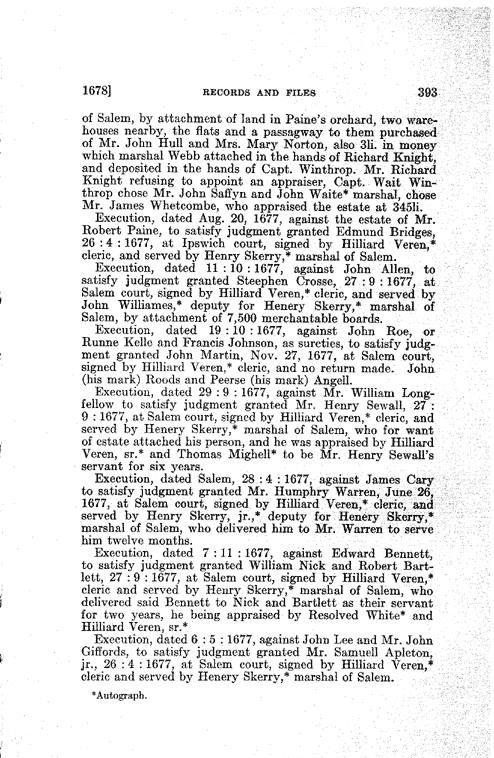 1678] RECORDS AND FILES 393
of Salem, by attachment of land in Paine's orchard, two ware-
houses nearby, the flats and a passagway to them purchased
of Mr. John Hull and Mrs. Mary Norton, also 3li. in money
which marshal Webb attached in the hands of Richard Knight,
and deposited in the hands of Capt. Winthrop. Mr. Richard
Knight refusing to appoint an appraiser, Capt. Wait Win-
throp chose Mr. John Saffyn and John Waite* marshal, chose
Mr. James Whetcombe, who appraised the estate at 345li.
Execution, dated Aug. 20, 1677, against the estate of Mr.
Robert Paine, to satisfy judgment granted Edmund Bridges,
26 : 4 : 1677, at Ipswich court, signed by Hilliard Veren,*
cleric, and served by Henry Skerry,* marshal of Salem.
Execution, dated 11 : 10 : 1677, against John Allen, to
satisfy judgment granted Steephen Crosse, 27 : 9 : 1677, at
Salem court, signed by Hilliard Veren,* cleric, and served by
John Williames,* deputy for Henery Skerry,* marshal of
Salem, by attachment of 7,500 merchantable boards.
Execution, dated 19 : 10 : 1677, against John Roe, or
Runne Kelle and Francis Johnson, as sureties, to satisfy judg-
ment granted John Martin, Nov. 27, 1677, at Salem court,
signed by Hilliard Veren,* cleric, and no return made. John
(his mark) Roods and Peerse (his mark) Angell.
Execution, dated 29 : 9 : 1677, against Mr. William Long-
fellow to satisfy judgment granted Mr. Henry Sewall, 27 :
9 : 1677, at Salem court, signed by Hilliard Veren,* cleric, and
served by Henery Skerry,* marshal of Salem, who for want
of estate attached his person, and he was appraised by Hilliard
Veren, sr.* and Thomas Mighell* to be Mr. Henry Sewall's
servant for six years.
Execution, dated Salem, 28 : 4 : 1677, against James Cary
to satisfy judgment granted Mr. Humphry Warren, June 26,
1677, at Salem court, signed by Hilliard Veren,* cleric, and
served by Henry Skerry, jr.,* deputy for Henery Skerry,*
marshal of Salem, who delivered him to Mr. Warren to serve
him twelve months.
Execution, dated 7 : 11 : 1677, against Edward Bennett,
to satisfy judgment granted William Nick and Robert Bart-
lett, 27 : 9 : 1677, at Salem court, signed by Hilliard Veren,*
cleric and served by Henry Skerry,* marshal of Salem, who
delivered said Bennett to Nick and Bartlett as their servant
for two years, he being appraised by Resolved White* and
Hilliard Veren, sr.*
Execution, dated 6 : 5 : 1677, against John Lee and Mr. John
Giffords, to satisfy judgment granted Mr. Samuell Apleton,
jr., 26 : 4 : 1677, at Salem court, signed by Hilliard Veren,*
cleric and served by Henery Skerry,* marshal of Salem.
*Autograph.